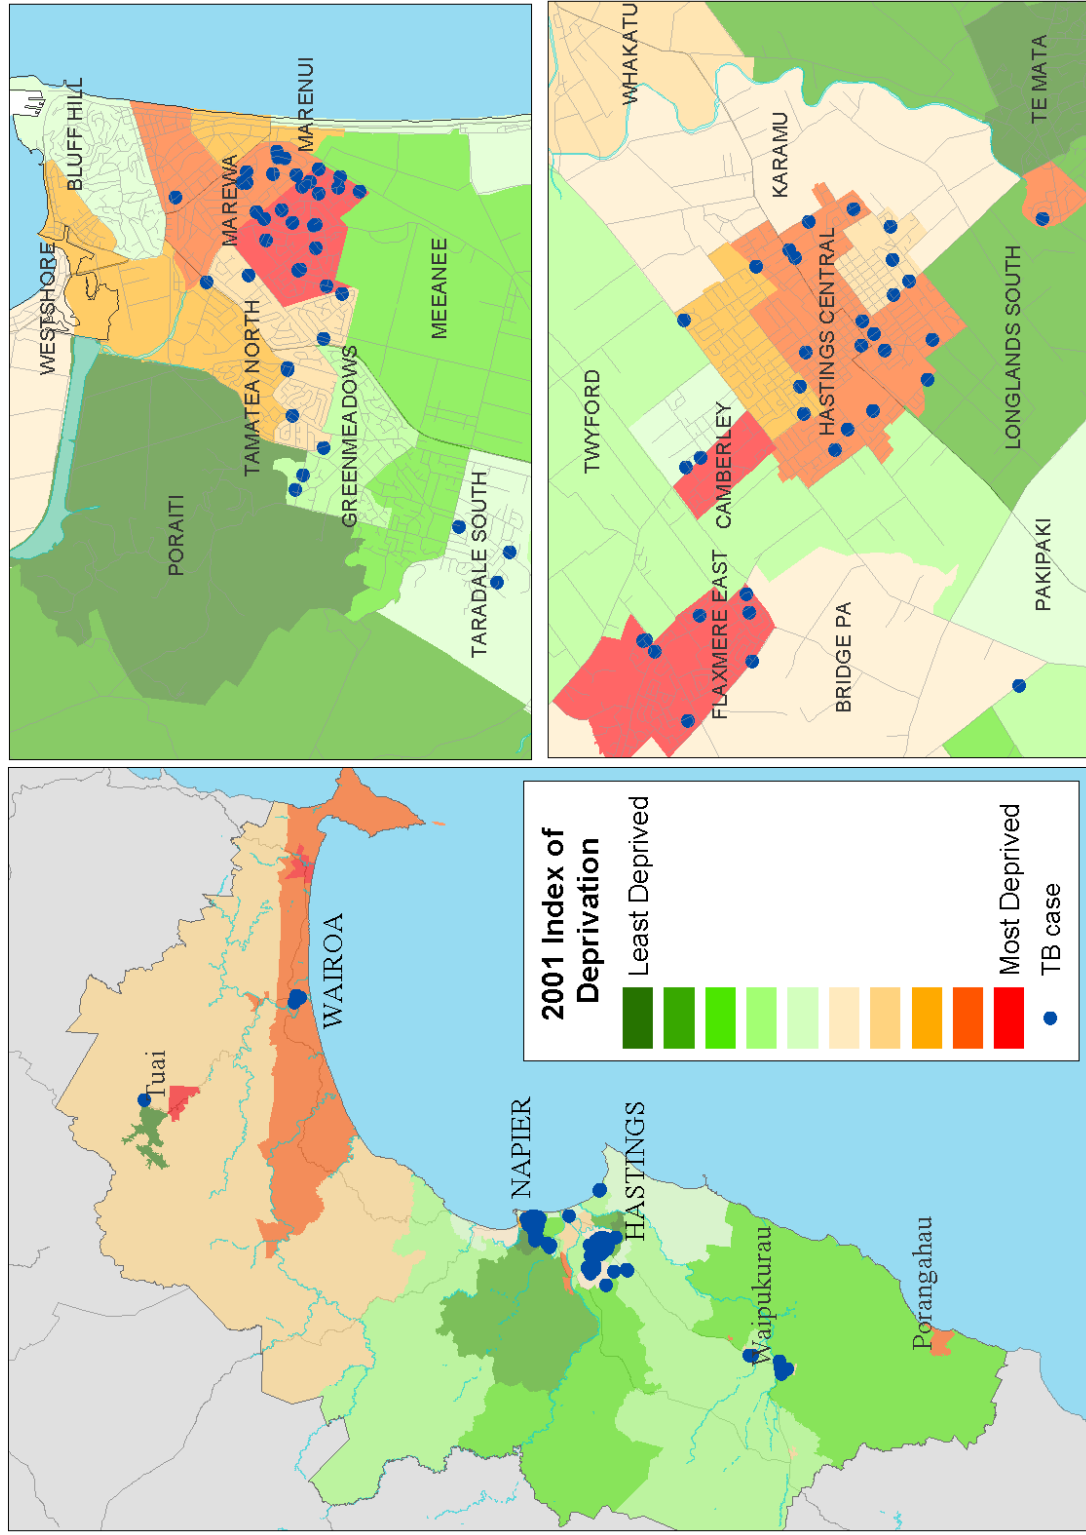 Tuai
WAIROA
NAPIER
HASTINGS
Waipukurau
Porangahau
2001 Index of
Deprivation
Least Deprived
Most Deprived
TB case
WESTSHORE
BLUFF HILL
PORAITI
TAMATEA NORTH
MAREWA
MARENUI
GREENMEADOWS
MEEANEE
TARADALE SOUTH
TWYFORD
WHAKATU
FLAXMERE EAST
CAMBERLEY
KARAMU
HASTINGS CENTRAL
BRIDGE PA
LONGLANDS SOUTH
TE MATA
PAKIPAKI